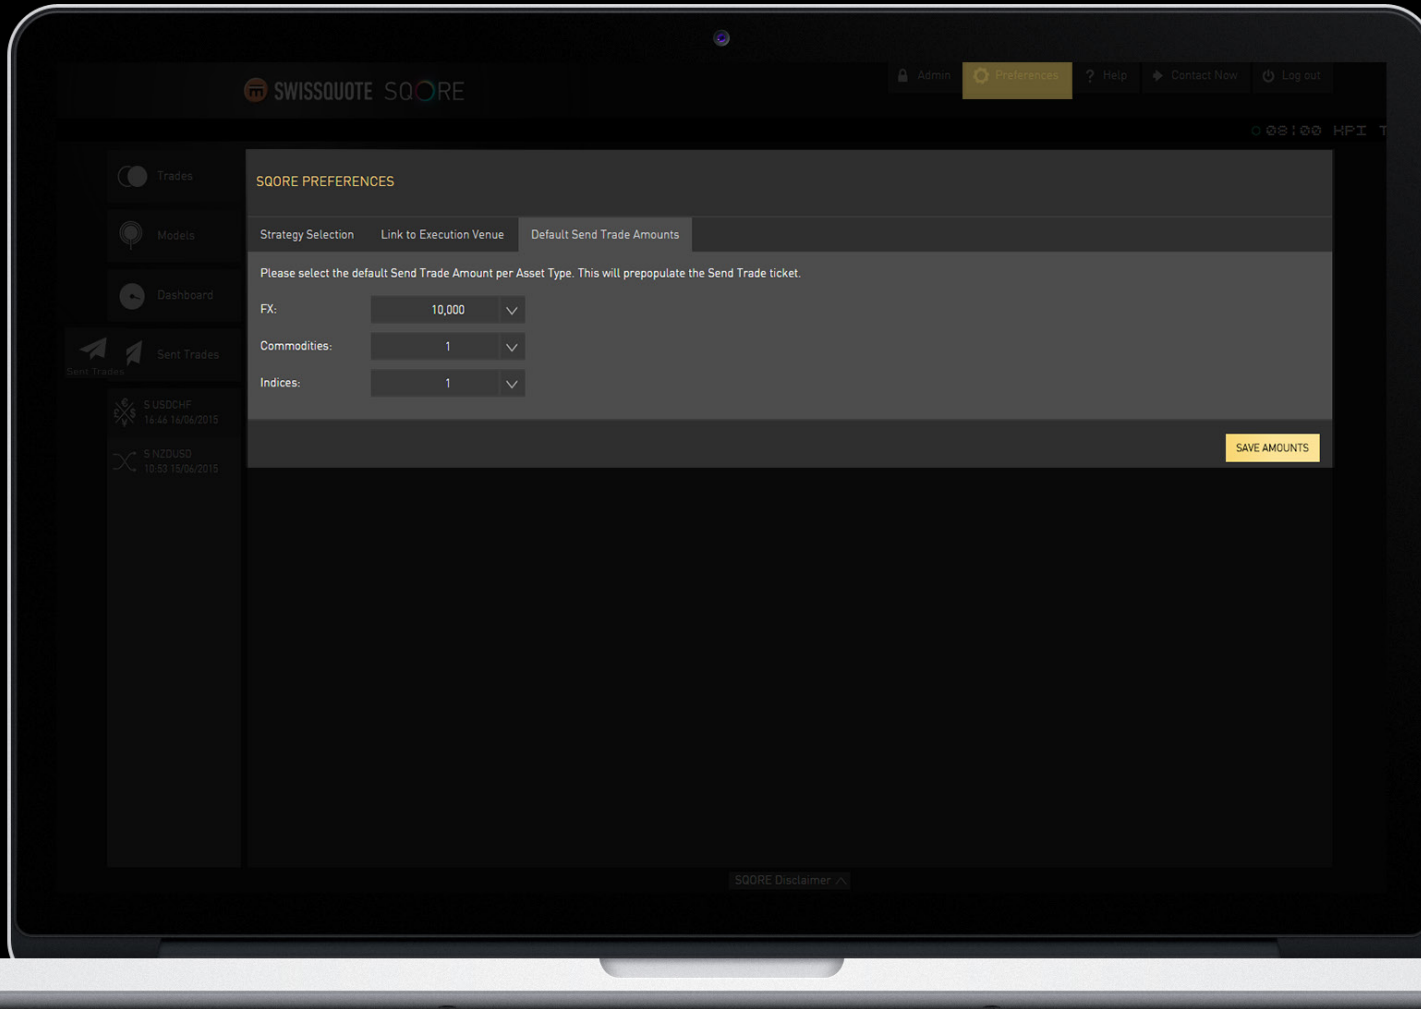 SWISSQUOTE SQORE
Admin
Preferences
? Help
Contact Now
Log out
08:00 KPI T
Trades
Models
Dashboard
Sent Trades
Sent Trades
S USDCHF
16:46 16/06/2015
S NZDUSD
10:53 15/06/2015
SQORE PREFERENCES
Strategy Selection
Link to Execution Venue
Default Send Trade Amounts
Please select the default Send Trade Amount per Asset Type. This will prepopulate the Send Trade ticket.
FX: 10,000
Commodities: 1
Indices: 1
SAVE AMOUNTS
SQORE Disclaimer